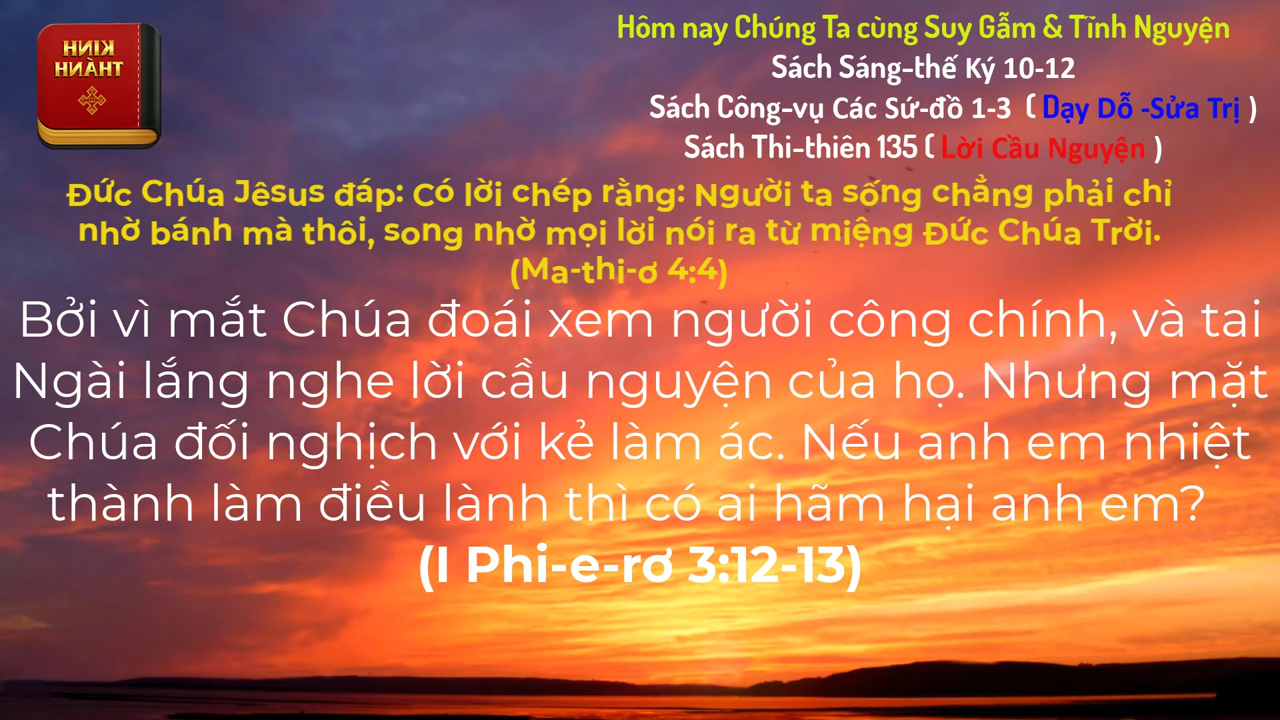 KINH
THÀNH
Hôm nay Chúng Ta cùng Suy Gẫm & Tĩnh Nguyện
Sách Sáng-thế Ký 10-12
Sách Công-vụ Các Sứ-đồ 1-3 ( Dạy Dỗ -Sửa Trị )
Sách Thi-thiên 135 ( Lời Cầu Nguyện )
Đức Chúa Jêsus đáp: Có lời chép rằng: Người ta sống chẳng phải chỉ
nhờ bánh mà thôi, song nhờ mọi lời nói ra từ miệng Đức Chúa Trời.
(Ma-thi-ơ 4:4)
Bởi vì mắt Chúa đoái xem người công chính, và tai
Ngài lắng nghe lời cầu nguyện của họ. Nhưng mặt
Chúa đối nghịch với kẻ làm ác. Nếu anh em nhiệt
thành làm điều lành thì có ai hãm hại anh em?
(I Phi-e-rơ 3:12-13)